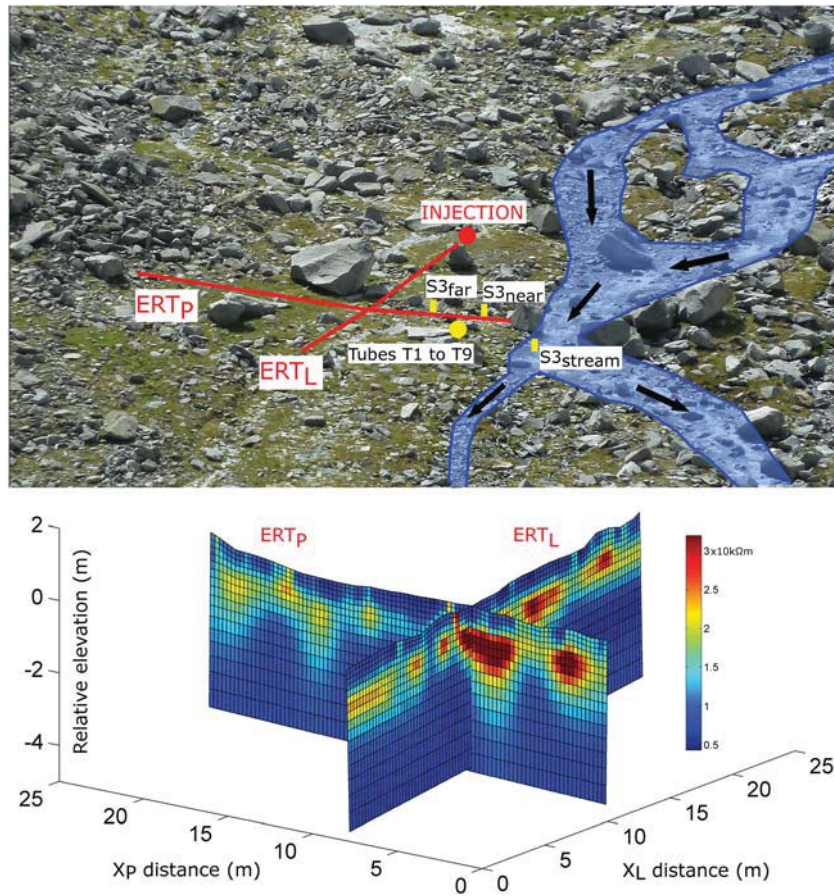 INJECTION
S3far
S3near
ERTP
Tubes T1 to T9
S3stream
ERTL
ERTP
ERTL
2
0
-2
-4
Relative elevation (m)
3x10kΩm
2.5
2
1.5
1
0.5
25
20
15
10
5
0
XP distance (m)
0
5
10
15
20
25
XL distance (m)